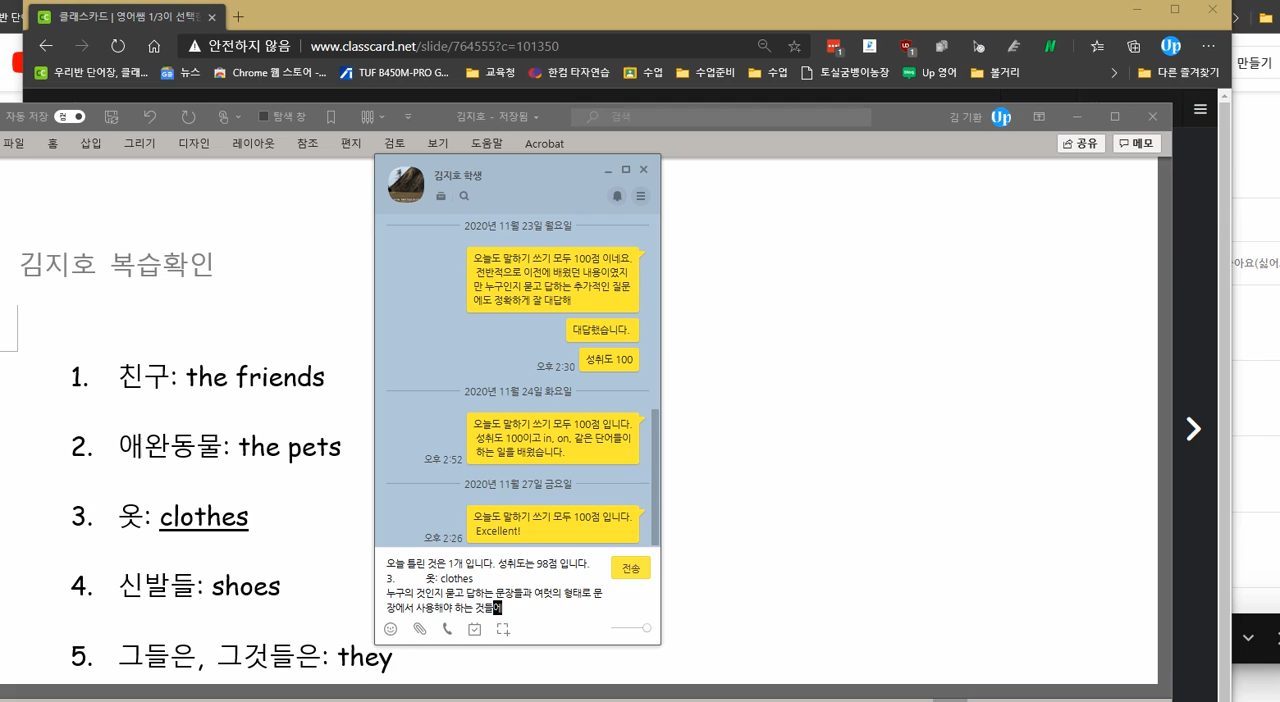 클래스카드 | 영어쌤 1/3이 선택한
안전하지 않음
www.classcard.net/slide/764555?c=101350
우리반 단어장, 클래...
뉴스
Chrome 웹 스토어 -...
TUF B450M-PRO G...
교육청
한컴 타자연습
수업
수업준비
수업
토실굼벵이농장
Up 영어
볼거리
다른 즐겨찾기
만들기
자동 저장
탐색 창
김지호 - 저장됨
검색
김 기환
Up
파일
홈
삽입
그리기
디자인
레이아웃
참조
편지
검토
보기
도움말
Acrobat
공유
메모
김지호 복습확인
1. 친구: the friends
2. 애완동물: the pets
3. 옷: clothes
4. 신발들: shoes
5. 그들은, 그것들은: they
김지호 학생
2020년 11월 23일 월요일
오늘도 말하기 쓰기 모두 100점 이네요.
전반적으로 이전에 배웠던 내용이였지
만 누구인지 묻고 답하는 추가적인 질문
에도 정확하게 잘 대답해
대답했습니다.
성취도 100
오후 2:30
2020년 11월 24일 화요일
오늘도 말하기 쓰기 모두 100점 입니다.
성취도 100이고 in, on, 같은 단어들이
하는 일을 배웠습니다.
오후 2:52
2020년 11월 27일 금요일
오늘도 말하기 쓰기 모두 100점 입니다.
Excellent!
오후 2:26
오늘 틀린 것은 1개 입니다. 성취도는 98점 입니다.
3. 옷: clothes
누구의 것인지 묻고 답하는 문장들과 여럿의 형태로 문
장에서 사용해야 하는 것들에
전송